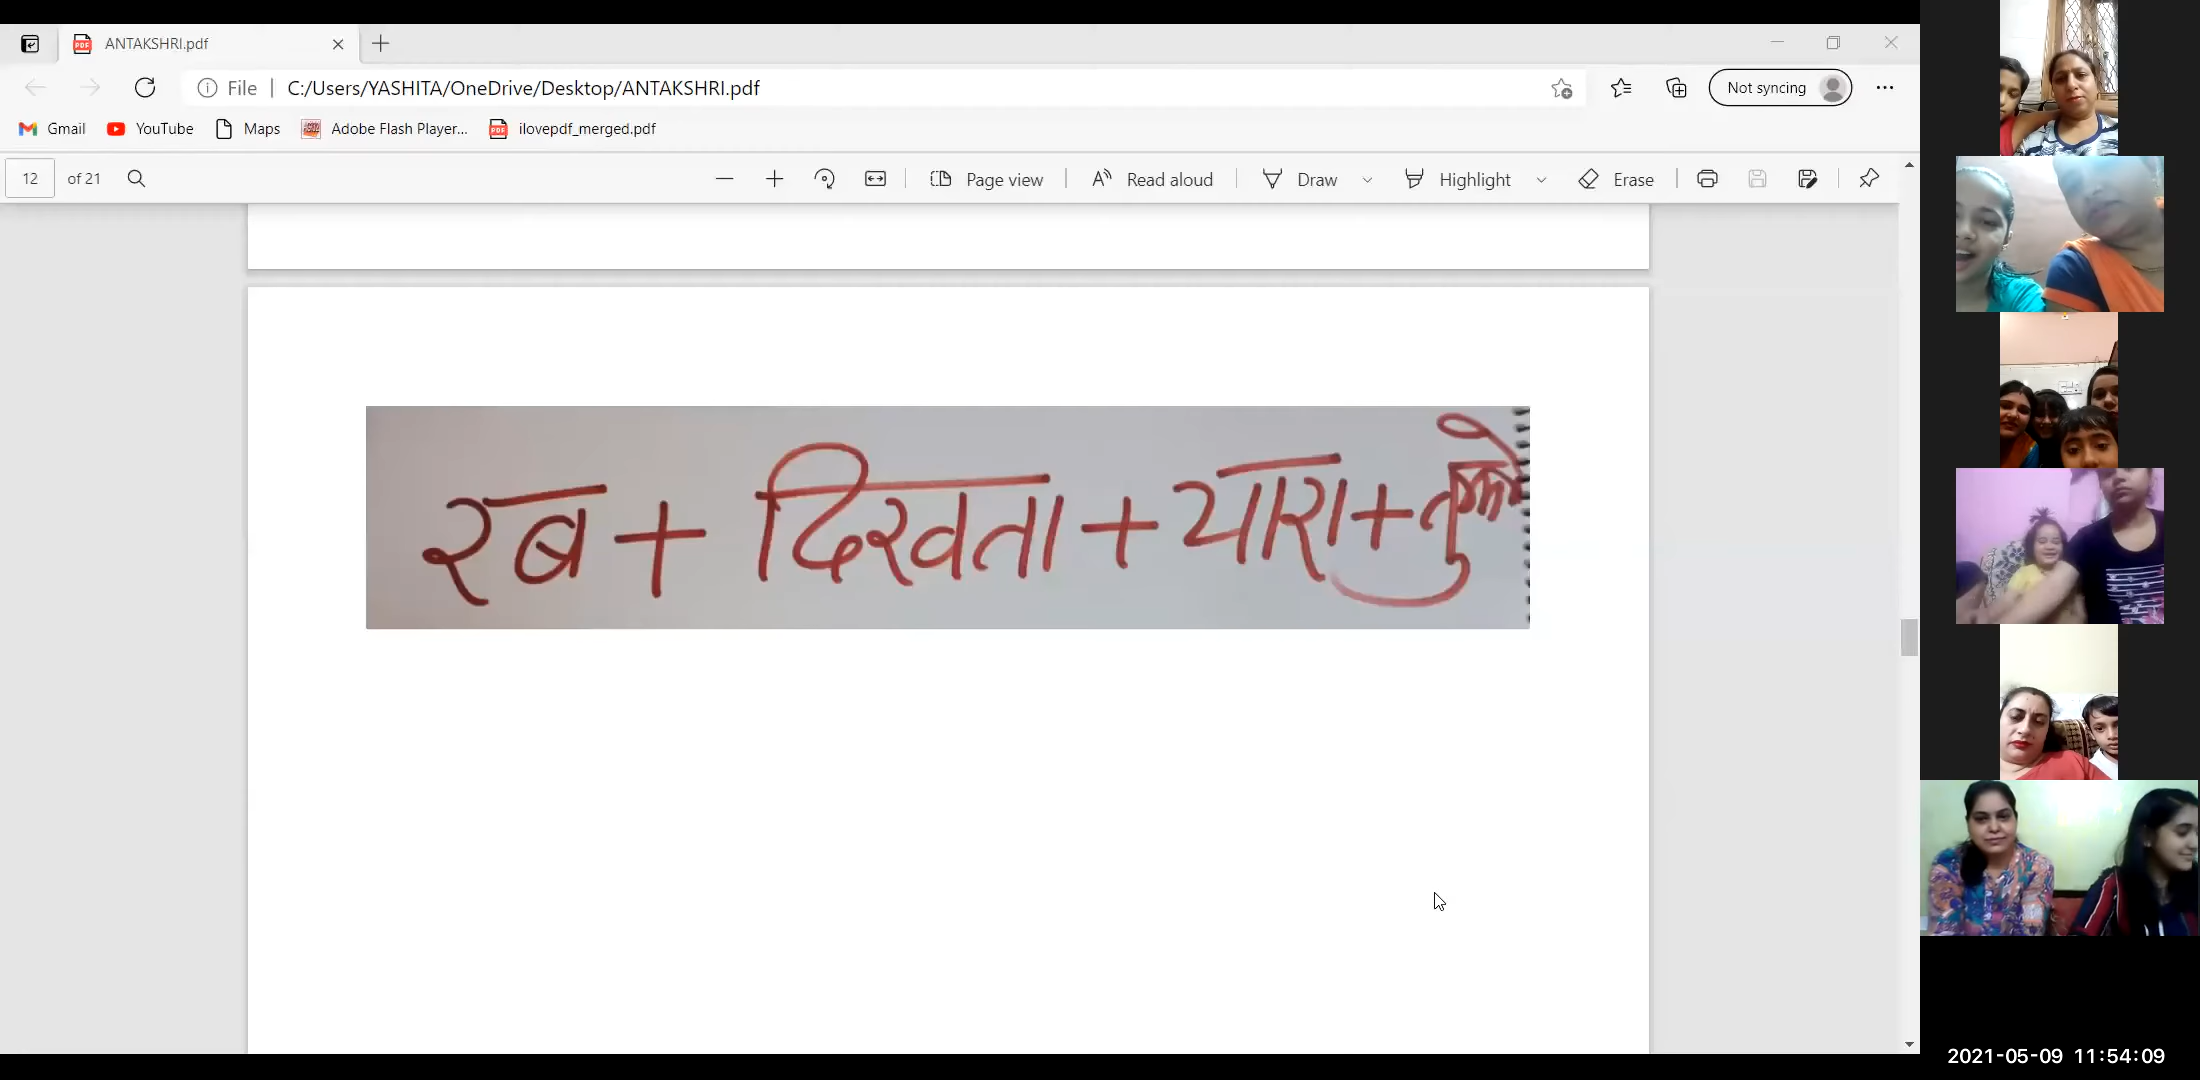 ANTAKSHRI.pdf
File C:/Users/YASHITA/OneDrive/Desktop/ANTAKSHRI.pdf Not syncing
Gmail YouTube Maps Adobe Flash Player... ilovepdf_merged.pdf
12 of 21 Page view Read aloud Draw Highlight Erase
रब + दिखता + यारा + तुझमें
2021-05-09 11:54:09